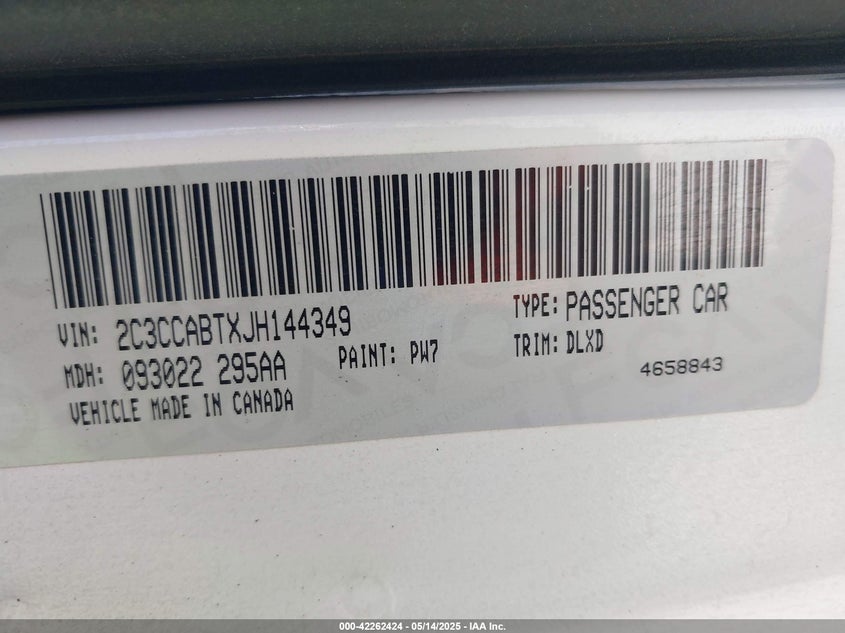 VIN: 2C3CCABTXJH144349
TYPE: PASSENGER CAR
MDH: 093022 295AA
PAINT: PW7
TRIM: DLXD
VEHICLE MADE IN CANADA
4658843
000-42262424 - 05/14/2025 - IAA Inc.